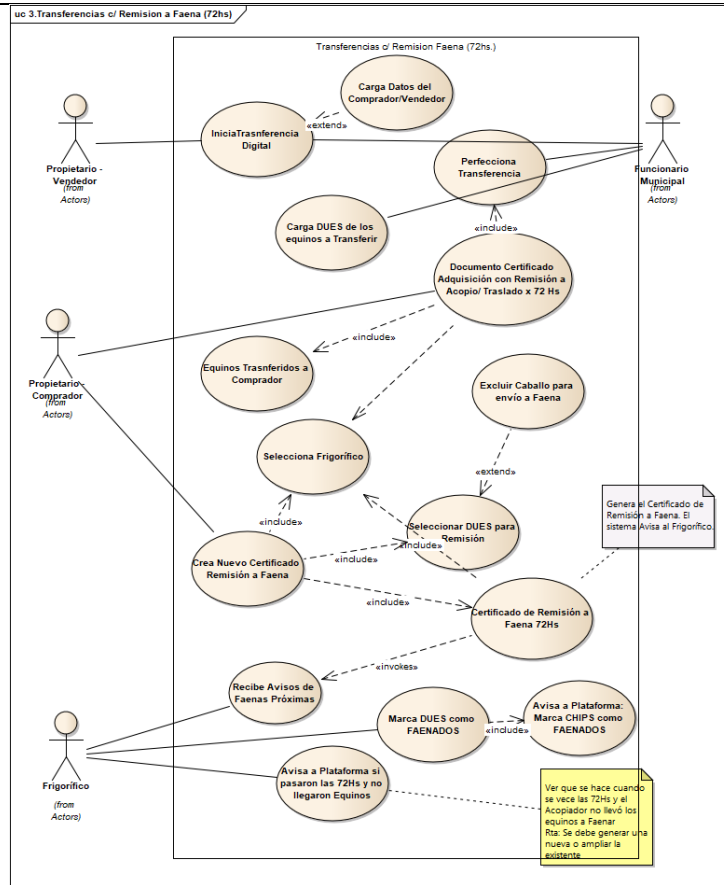 uc 3.Transferencias c/ Remision a Faena (72hs)
Transferencias c/ Remision Faena (72hs.)
Carga Datos del
Comprador/Vendedor
«extend»
IniciaTrasnferencia
Digital
Propietario -
Vendedor
(from
Actors)
Perfecciona
Transferencia
Funcionario
Municipal
(from
Actors)
Carga DUES de los
equinos a Transferir
«include»
Documento Certificado
Adquisición con Remisión a
Acopio/ Traslado x 72 Hs
«include»
Equinos Trasnferidos a
Comprador
Propietario -
Comprador
(from
Actors)
Excluir Caballo para
envío a Faena
Selecciona Frigorífico
«extend»
Genera el Certificado de
Remisión a Faena. El
sistema Avisa al Frigorífico.
«include»
Seleccionar DUES para
Remisión
«include»
Crea Nuevo Certificado
Remisión a Faena
«include»
Certificado de Remisión a
Faena 72Hs
«invokes»
Recibe Avisos de
Faenas Próximas
Marca DUES como
FAENADOS
«include»
Avisa a Plataforma:
Marca CHIPS como
FAENADOS
Frigorífico
(from
Actors)
Avisa a Plataforma si
pasaron las 72Hs y no
llegaron Equinos
Ver que se hace cuando
se vece las 72Hs y el
Acopiador no llevó los
equinos a Faenar
Rta: Se debe generar una
nueva o ampliar la
existente